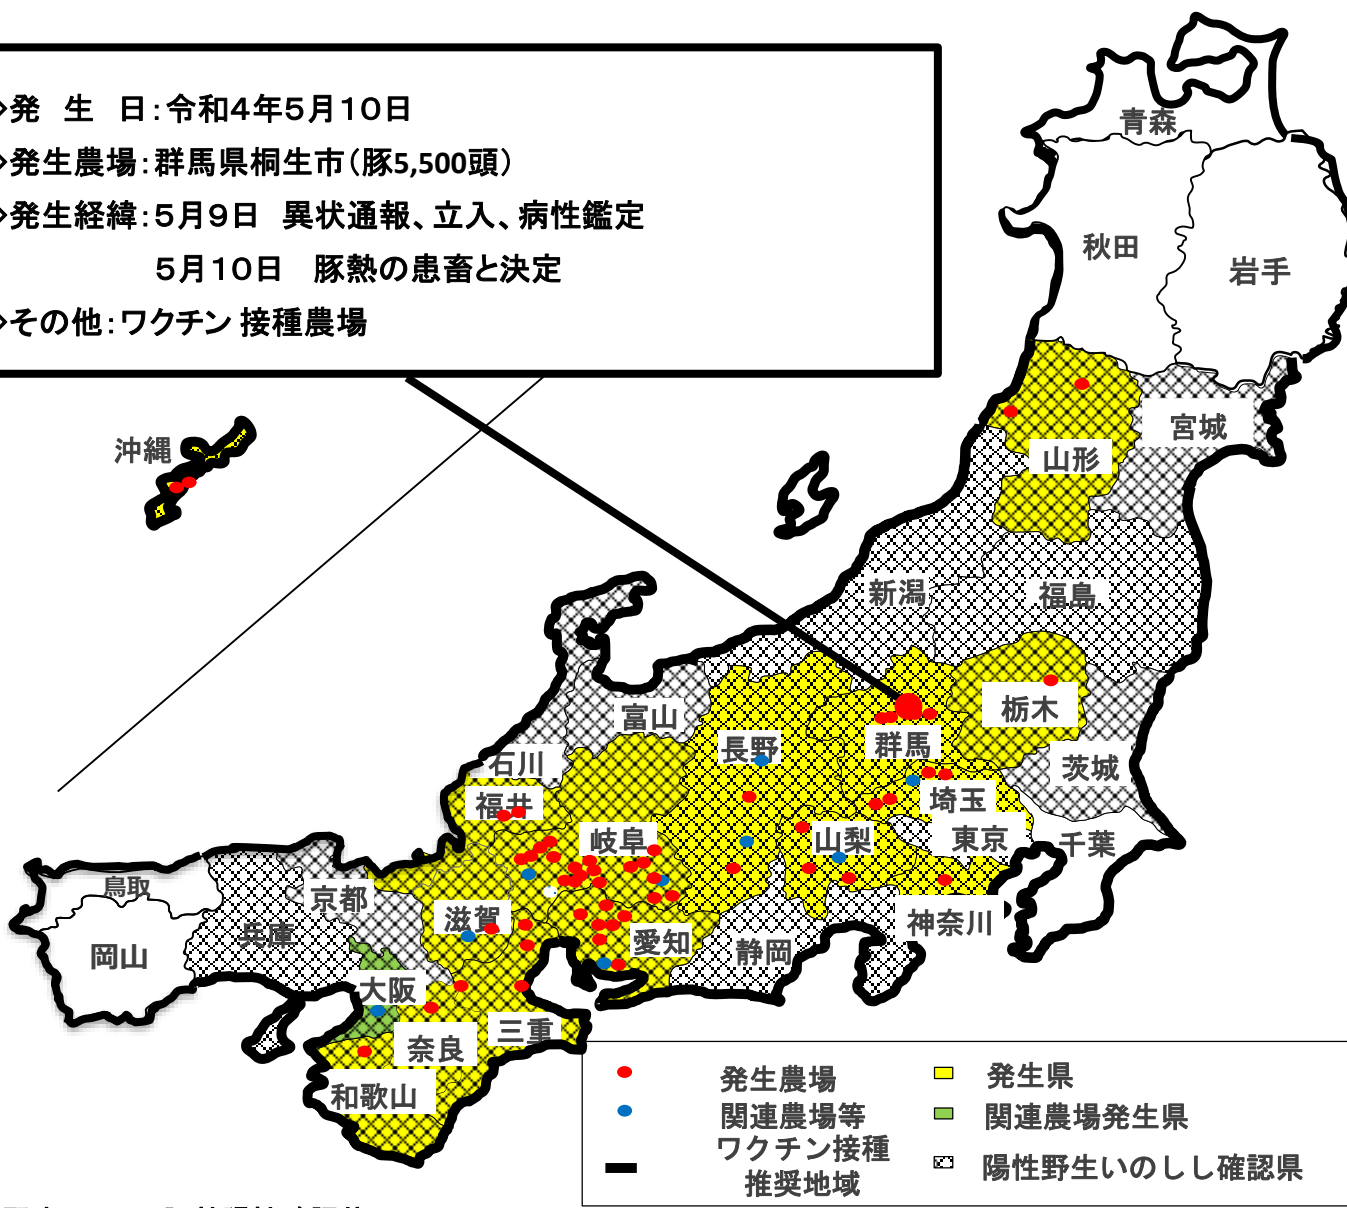 発 生 日：令和4年5月10日
発生農場：群馬県桐生市（豚5,500頭）
発生経緯：5月9日 異状通報、立入、病性鑑定
5月10日 豚熱の患畜と決定
その他：ワクチン 接種農場
青森
秋田
岩手
沖縄
山形
宮城
新潟
福島
富山
栃木
長野
群馬
石川
茨城
福井
埼玉
岐阜
山梨
東京
千葉
鳥取
京都
滋賀
神奈川
兵庫
愛知
静岡
岡山
大阪
三重
奈良
和歌山
発生農場
発生県
関連農場等
関連農場発生県
ワクチン接種
推奨地域
陽性野生いのしし確認県